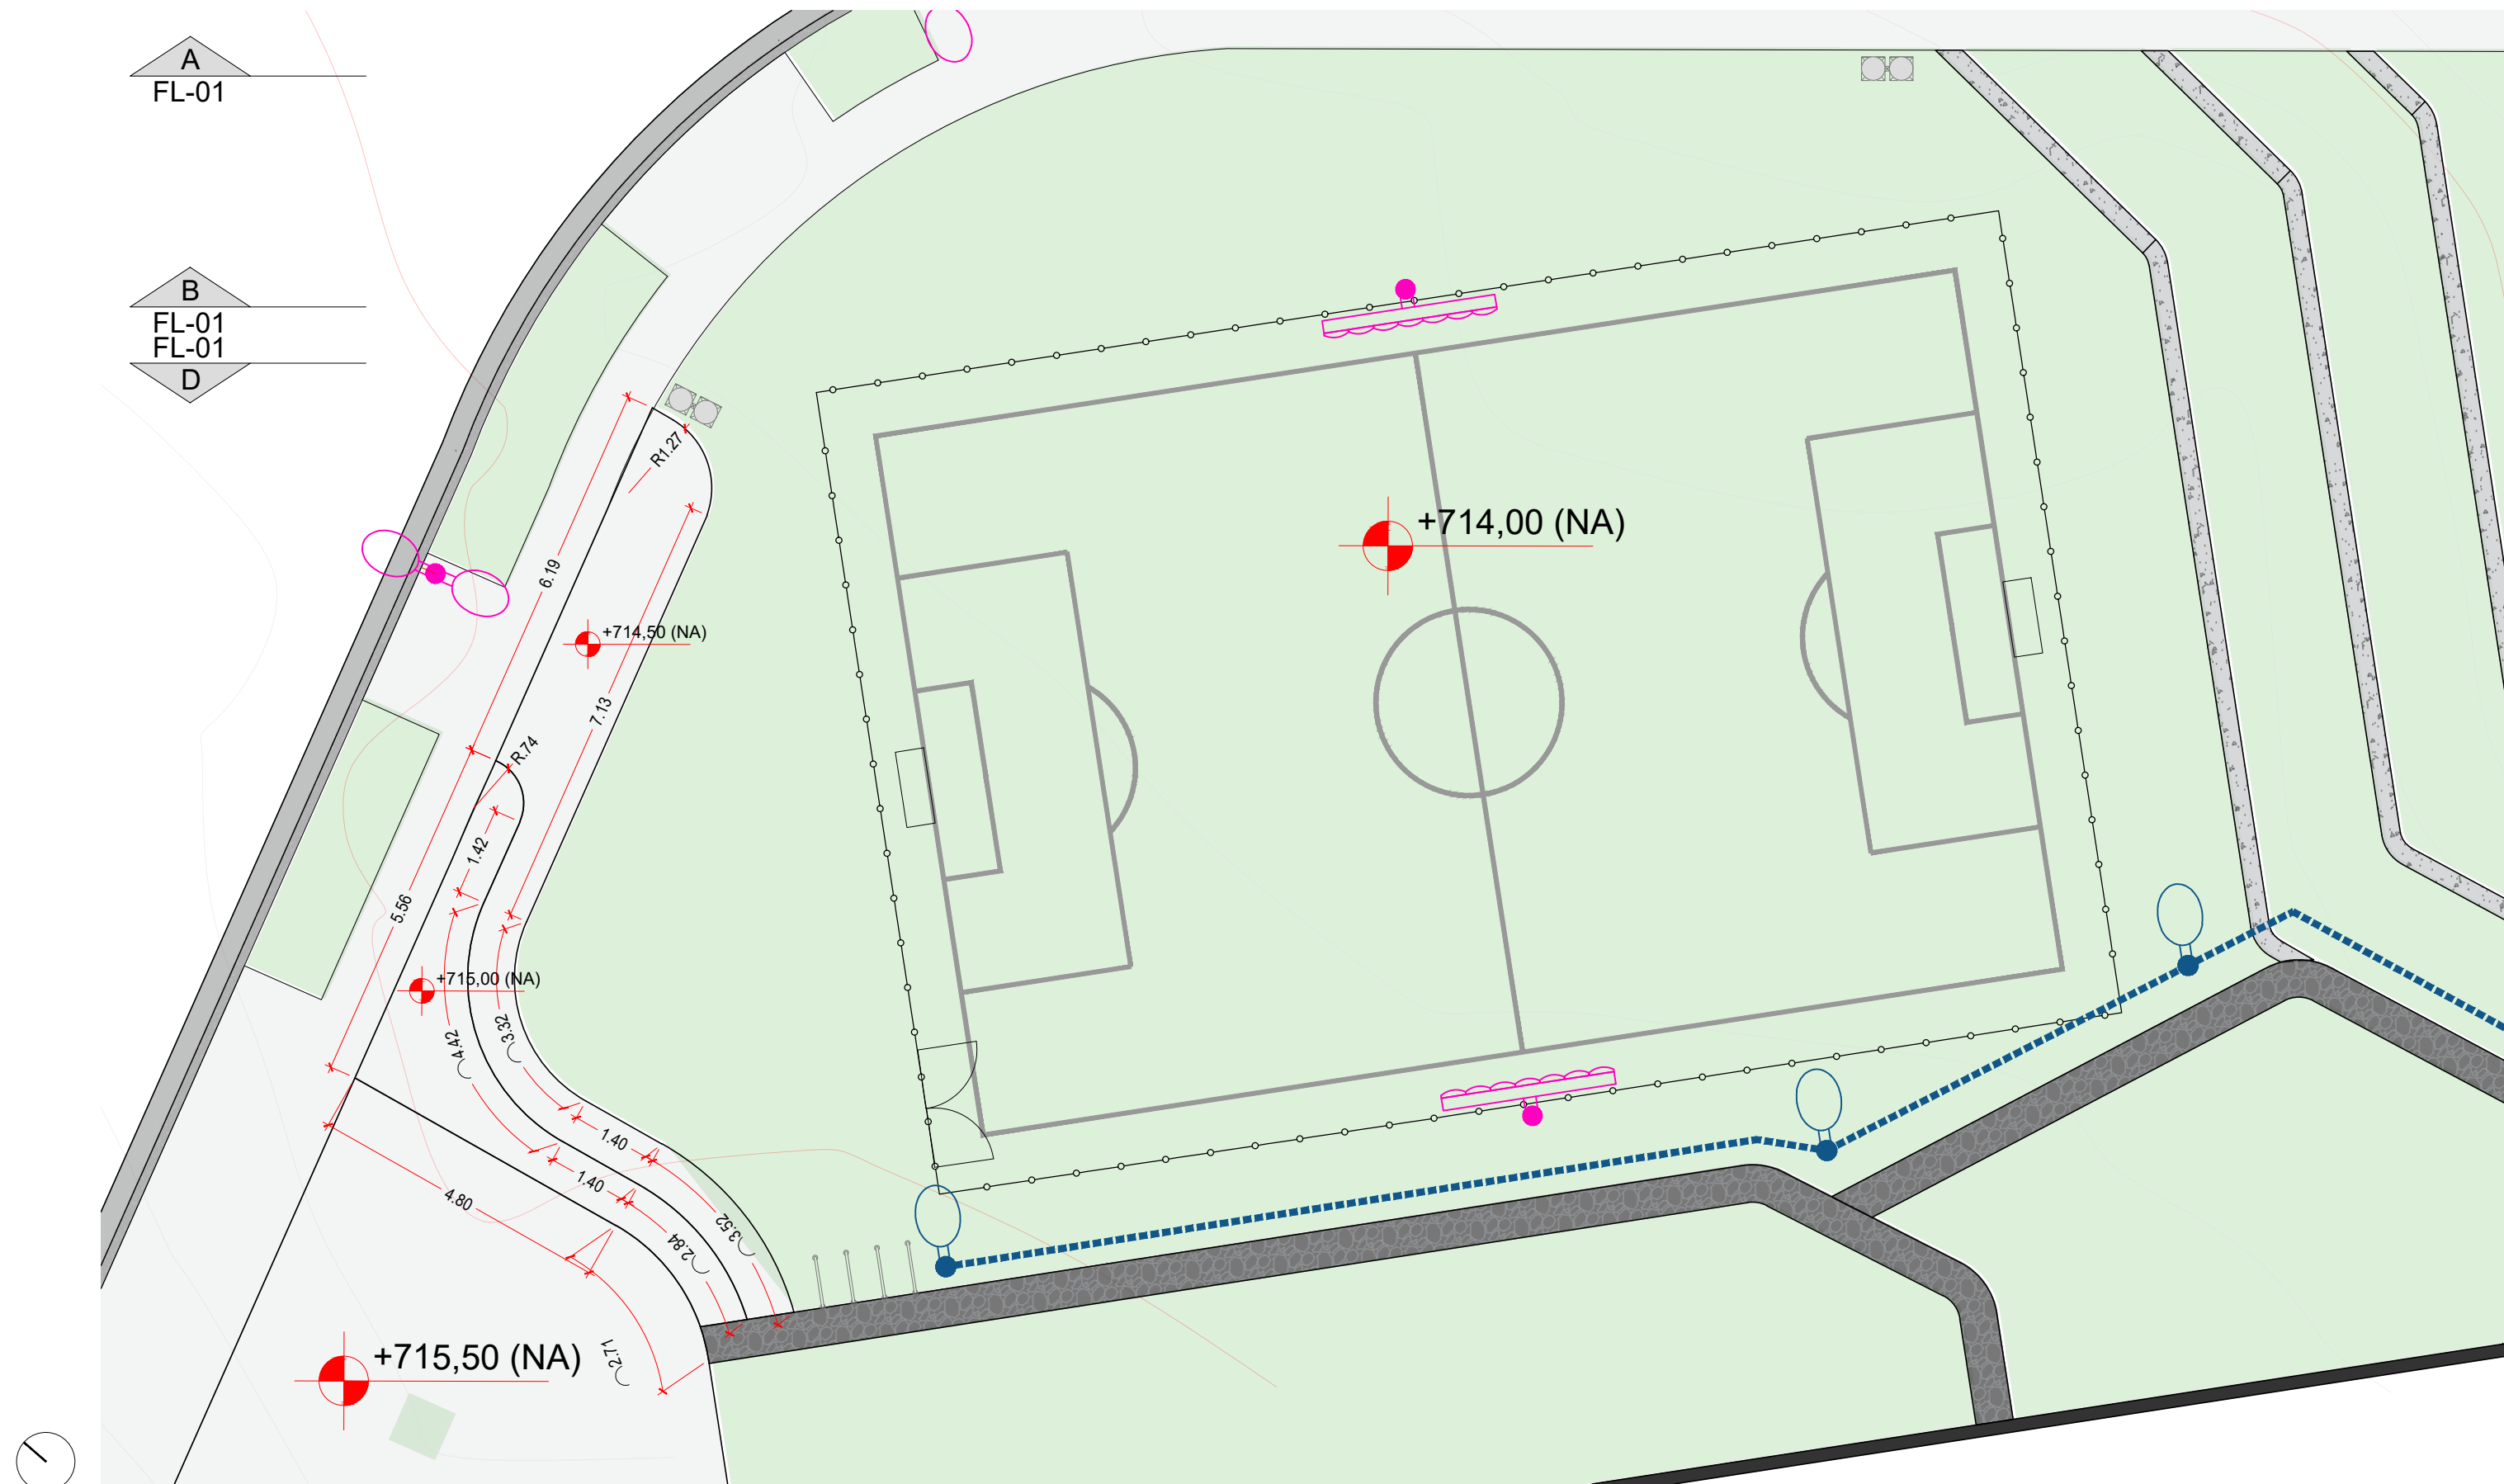 A
FL-01
B
FL-01
FL-01
D
R1.27
+714,00 (NA)
6.19
+714,50 (NA)
7.13
R.74
1.42
5.56
+715,00 (NA)
4.42
3.32
1.40
1.40
4.80
3.52
2.84
2.71
+715,50 (NA)